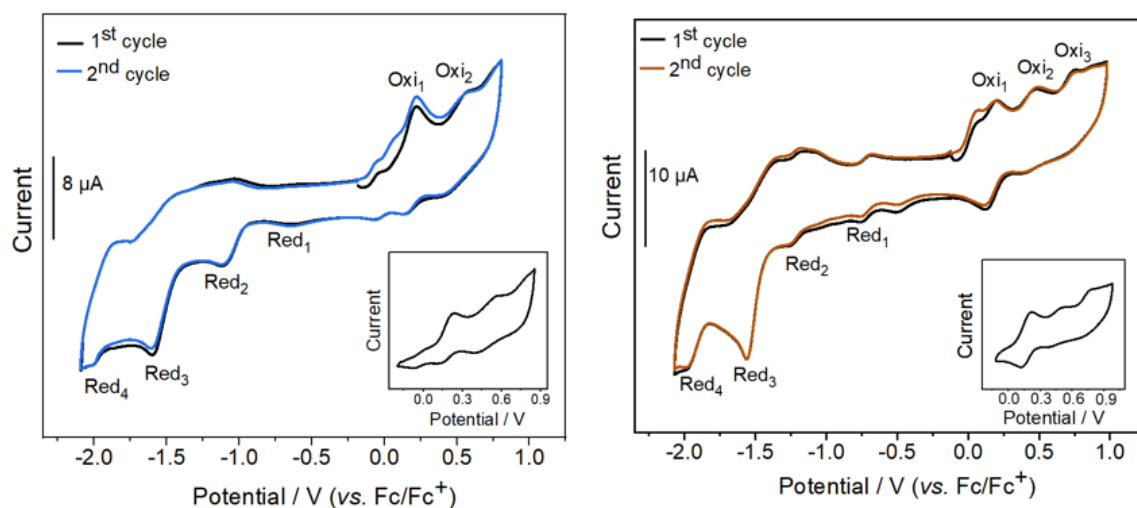 1st cycle
2nd cycle
Oxi1
Oxi2
8 µA
Current
Red1
Red2
Red3
Red4
Current
0.0 0.3 0.6 0.9
Potential / V
-2.0 -1.5 -1.0 -0.5 0.0 0.5 1.0
Potential / V (vs. Fc/Fc+)
1st cycle
2nd cycle
Oxi1
Oxi2
Oxi3
10 µA
Current
Red1
Red2
Red3
Red4
Current
0.0 0.3 0.6 0.9
Potential / V
-2.0 -1.5 -1.0 -0.5 0.0 0.5 1.0
Potential / V (vs. Fc/Fc+)